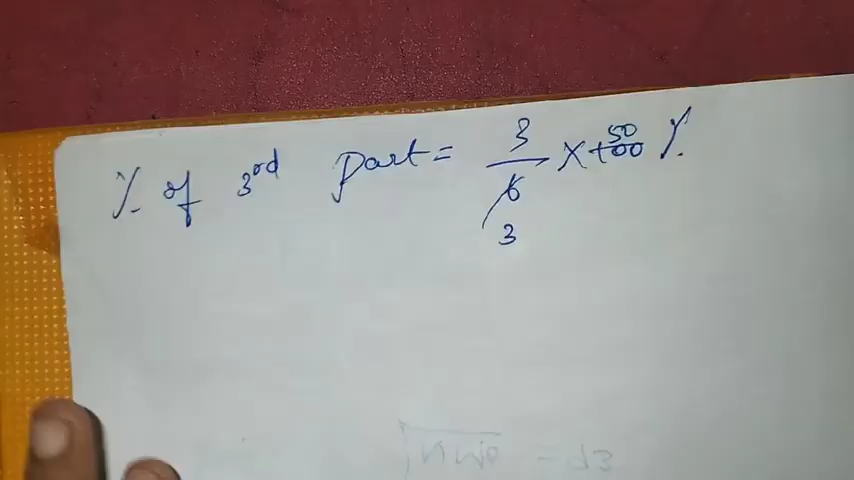 % of 3rd part = 3/6 × 100 %
50
3